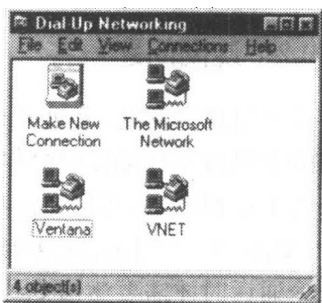 Dial-Up Networking
File Edit View Connections Help
Make New Connection
The Microsoft Network
Ventana
VNET
4 object(s)